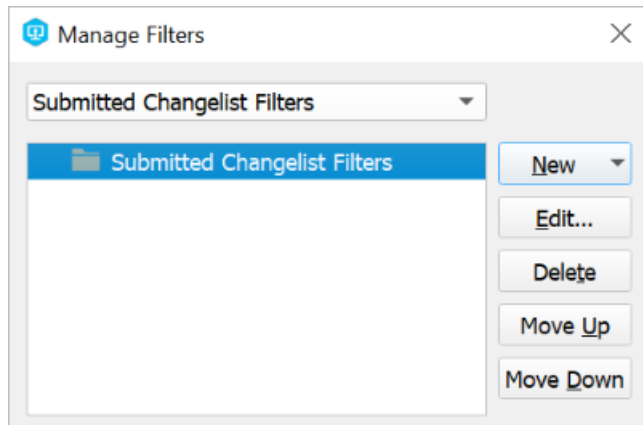 Manage Filters
Submitted Changelist Filters
Submitted Changelist Filters
New
Edit...
Delete
Move Up
Move Down